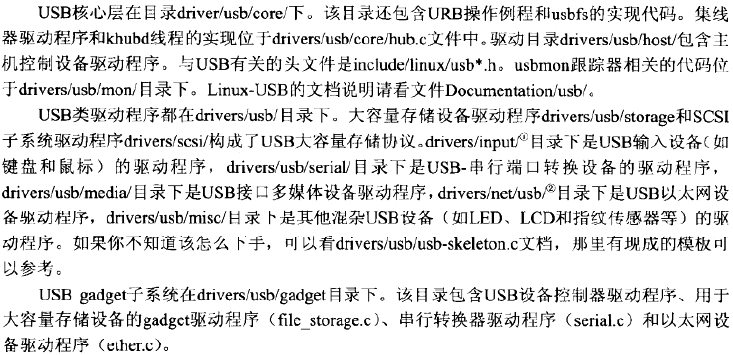 USB核心层在目录driver/usb/core/下。该目录还包含URB操作例程和usbfs的实现代码。集线
器驱动程序和khubd线程的实现位于drivers/usb/core/hub.c文件中。驱动目录drivers/usb/host/包含主
机控制设备驱动程序。与USB有关的头文件是include/linux/usb*.h。usbmon跟踪器相关的代码位
于drivers/usb/mon/目录下。Linux-USB的文档说明请看文件Documentation/usb/。
USB类驱动程序都在drivers/usb/目录下。大容量存储设备驱动程序drivers/usb/storage和SCSI
子系统驱动程序drivers/scsi/构成了USB大容量存储协议。drivers/input/①目录下是USB输入设备（如
键盘和鼠标）的驱动程序，drivers/usb/serial/目录下是USB-串行端口转换设备的驱动程序，
drivers/usb/media/目录下是USB接口多媒体设备驱动程序，drivers/net/usb/②目录下是USB以太网设
备驱动程序，drivers/usb/misc/目录下是其他混杂USB设备（如LED、LCD和指纹传感器等）的驱
动程序。如果你不知道该怎么下手，可以看drivers/usb/usb-skeleton.c文档，那里有现成的模板可
以参考。
USB gadget子系统在drivers/usb/gadget目录下。该目录包含USB设备控制器驱动程序、用于
大容量存储设备的gadget驱动程序（file_storage.c）、串行转换器驱动程序（serial.c）和以太网设
备驱动程序（ether.c）。